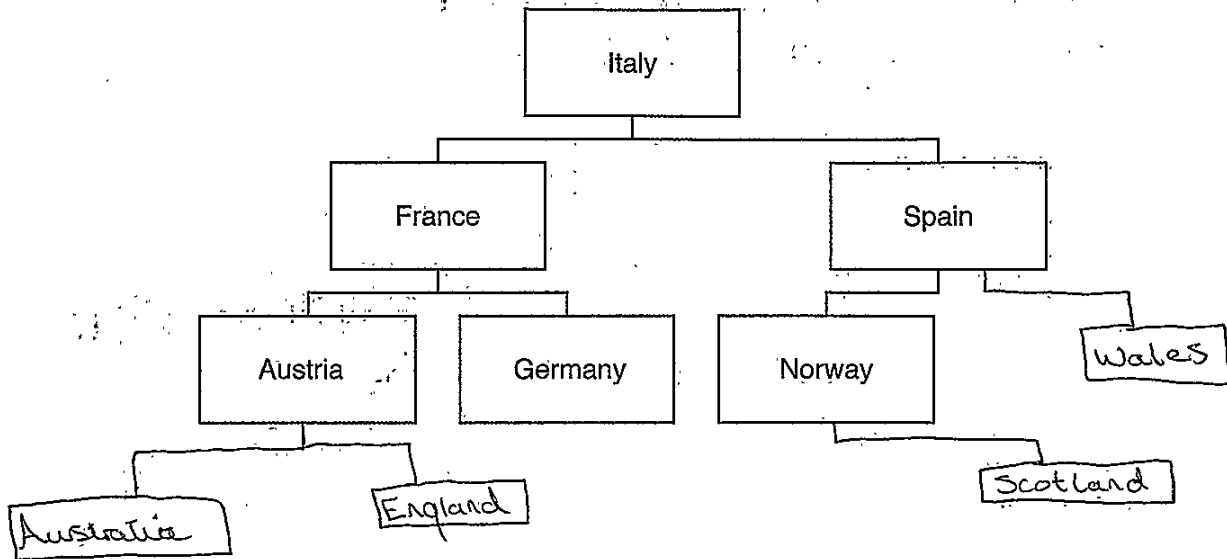 Italy
France
Spain
Austria
Germany
Norway
Wales
Australia
England
Scotland